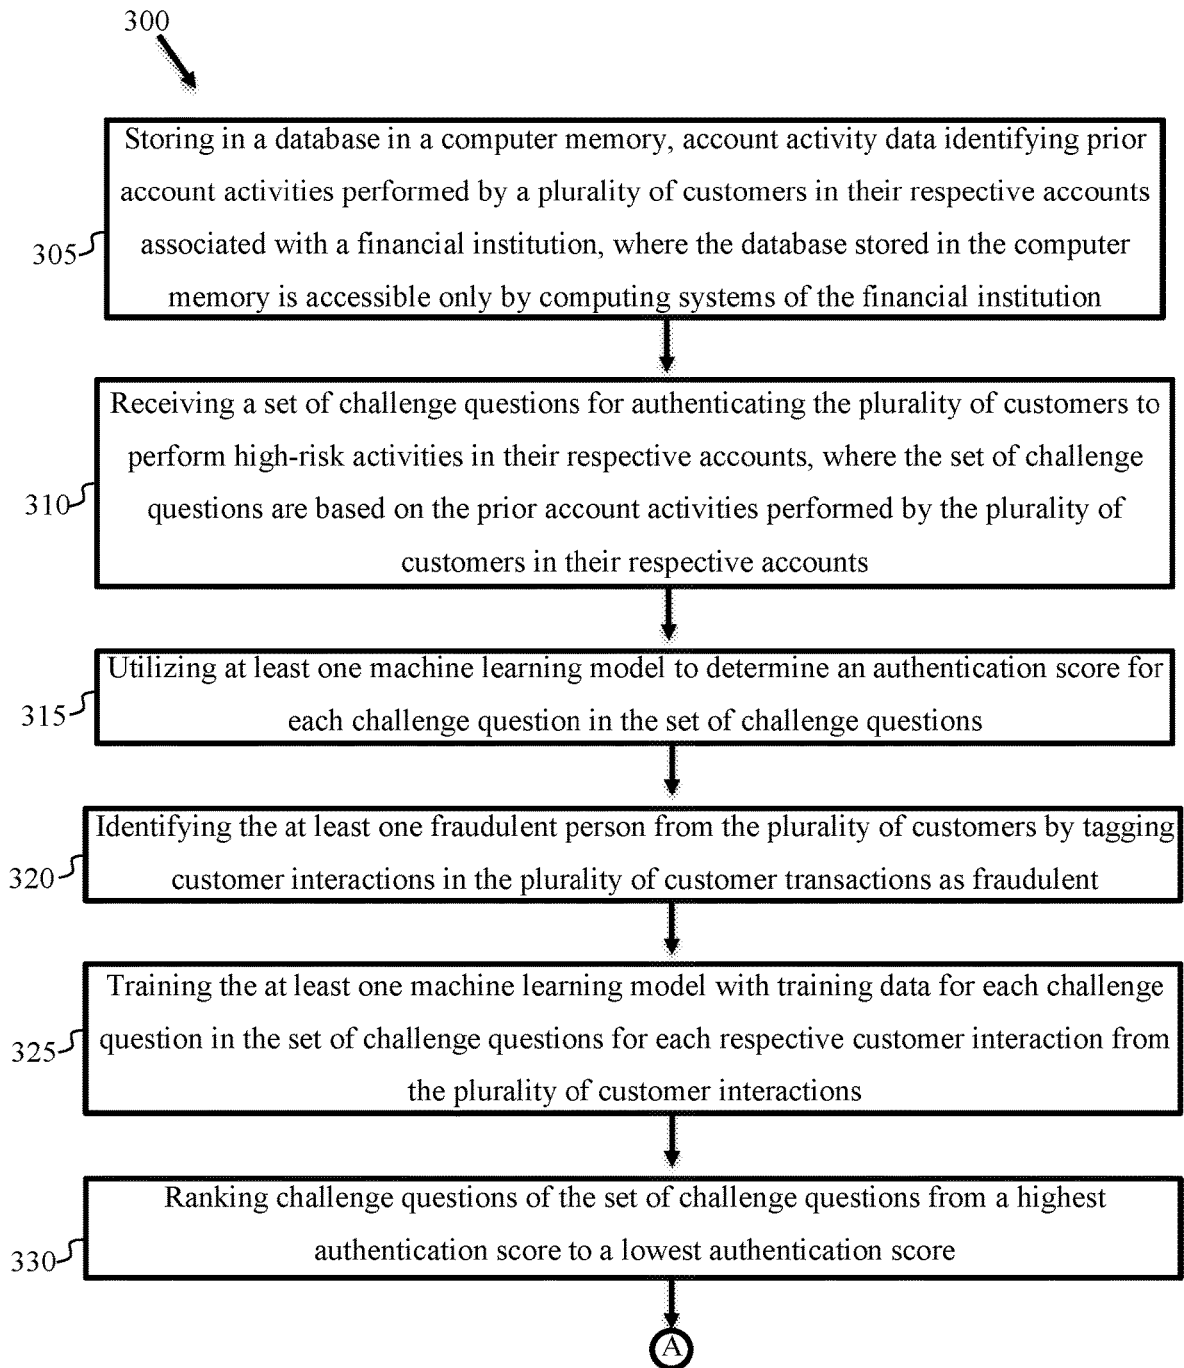 300
Storing in a database in a computer memory, account activity data identifying prior
account activities performed by a plurality of customers in their respective accounts
associated with a financial institution, where the database stored in the computer
memory is accessible only by computing systems of the financial institution
305
Receiving a set of challenge questions for authenticating the plurality of customers to
perform high-risk activities in their respective accounts, where the set of challenge
questions are based on the prior account activities performed by the plurality of
customers in their respective accounts
310
Utilizing at least one machine learning model to determine an authentication score for
each challenge question in the set of challenge questions
315
Identifying the at least one fraudulent person from the plurality of customers by tagging
customer interactions in the plurality of customer transactions as fraudulent
320
Training the at least one machine learning model with training data for each challenge
question in the set of challenge questions for each respective customer interaction from
the plurality of customer interactions
325
Ranking challenge questions of the set of challenge questions from a highest
authentication score to a lowest authentication score
330
A